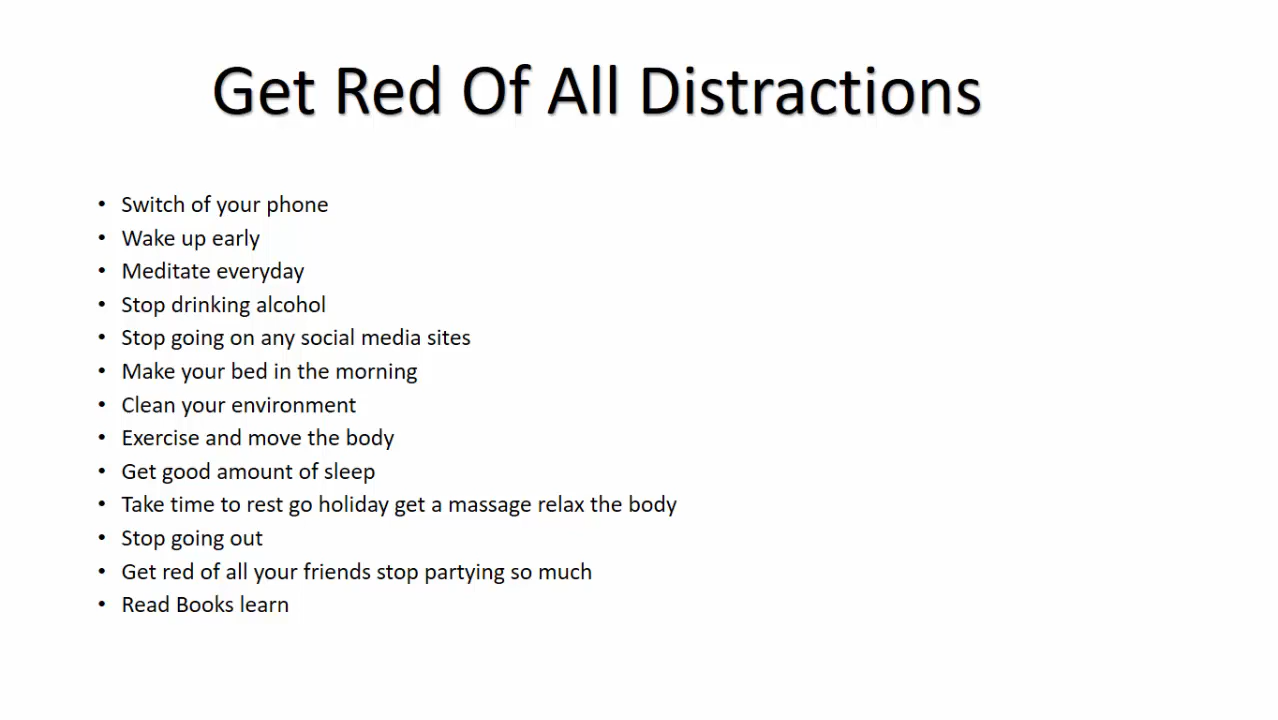 Get Red Of All Distractions
• Switch of your phone
• Wake up early
• Meditate everyday
• Stop drinking alcohol
• Stop going on any social media sites
• Make your bed in the morning
• Clean your environment
• Exercise and move the body
• Get good amount of sleep
• Take time to rest go holiday get a massage relax the body
• Stop going out
• Get red of all your friends stop partying so much
• Read Books learn